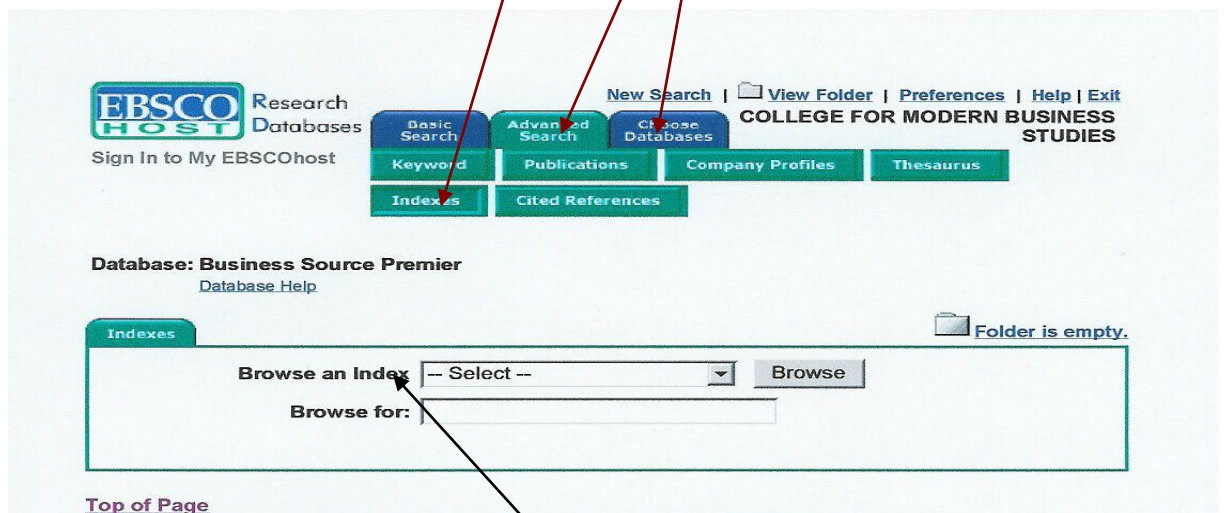 EBSCO Research
HOST Databases
New Search | View Folder | Preferences | Help | Exit
Basic Search
Advanced Search
Choose Databases
COLLEGE FOR MODERN BUSINESS
STUDIES
Sign In to My EBSCOhost
Keyword Publications Company Profiles Thesaurus
Indexes Cited References
Database: Business Source Premier
Database Help
Indexes
Folder is empty.
Browse an Index -- Select -- Browse
Browse for:
Top of Page